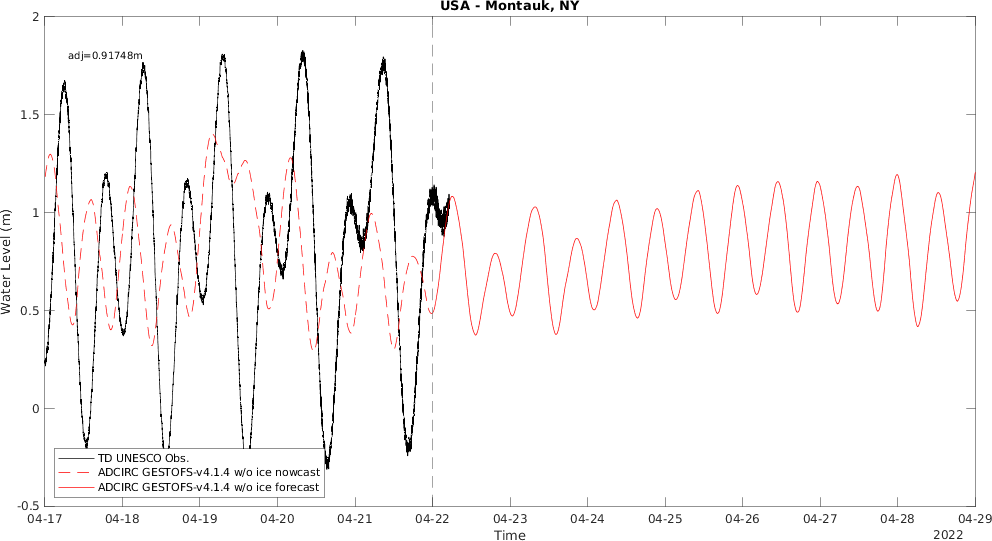 USA - Montauk, NY
2
1.5
1
0.5
0
-0.5
Water Level (m)
adj=0.91748m
TD UNESCO Obs.
ADCIRC GESTOFS-v4.1.4 w/o ice nowcast
ADCIRC GESTOFS-v4.1.4 w/o ice forecast
04-17 04-18 04-19 04-20 04-21 04-22 04-23 04-24 04-25 04-26 04-27 04-28 04-29
Time
2022